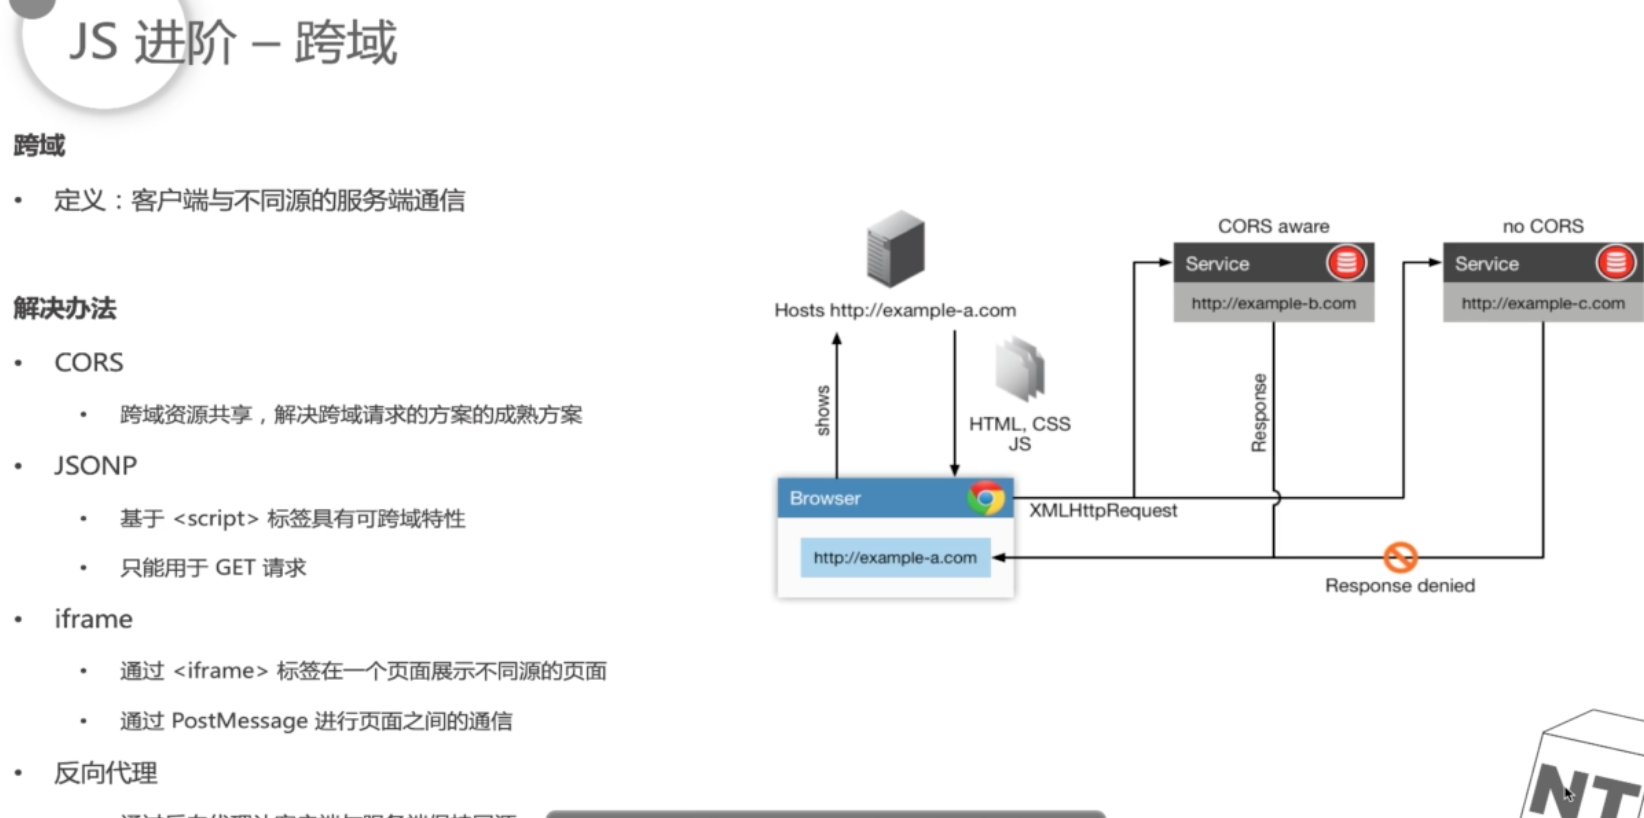 JS 进阶 – 跨域
跨域
• 定义：客户端与不同源的服务端通信
解决办法
• CORS
• 跨域资源共享，解决跨域请求的方案的成熟方案
• JSONP
• 基于 <script> 标签具有可跨域特性
• 只能用于 GET 请求
• iframe
• 通过 <iframe> 标签在一个页面展示不同源的页面
• 通过 PostMessage 进行页面之间的通信
• 反向代理
Hosts http://example-a.com
shows
HTML, CSS
JS
Browser
http://example-a.com
XMLHttpRequest
CORS aware
Service
http://example-b.com
Response
no CORS
Service
http://example-c.com
Response denied
NT